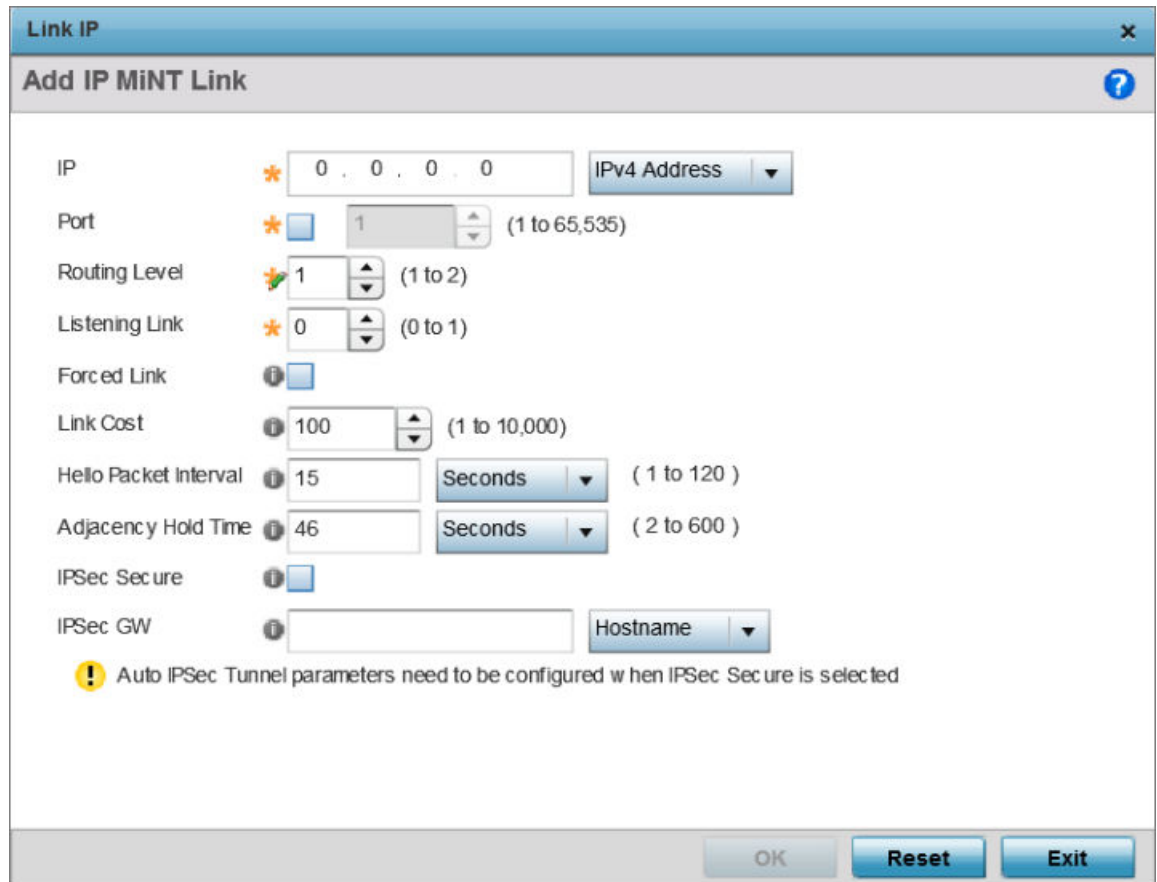 Link IP ×
Add IP MiNT Link ?
IP * 0 . 0 . 0 . 0 IPv4 Address
Port * 1 (1 to 65,535)
Routing Level 1 (1 to 2)
Listening Link * 0 (0 to 1)
Forced Link i
Link Cost i 100 (1 to 10,000)
Hello Packet Interval i 15 Seconds ( 1 to 120 )
Adjacency Hold Time i 46 Seconds ( 2 to 600 )
IPSec Secure i
IPSec GW i Hostname
! Auto IPSec Tunnel parameters need to be configured when IPSec Secure is selected
OK Reset Exit